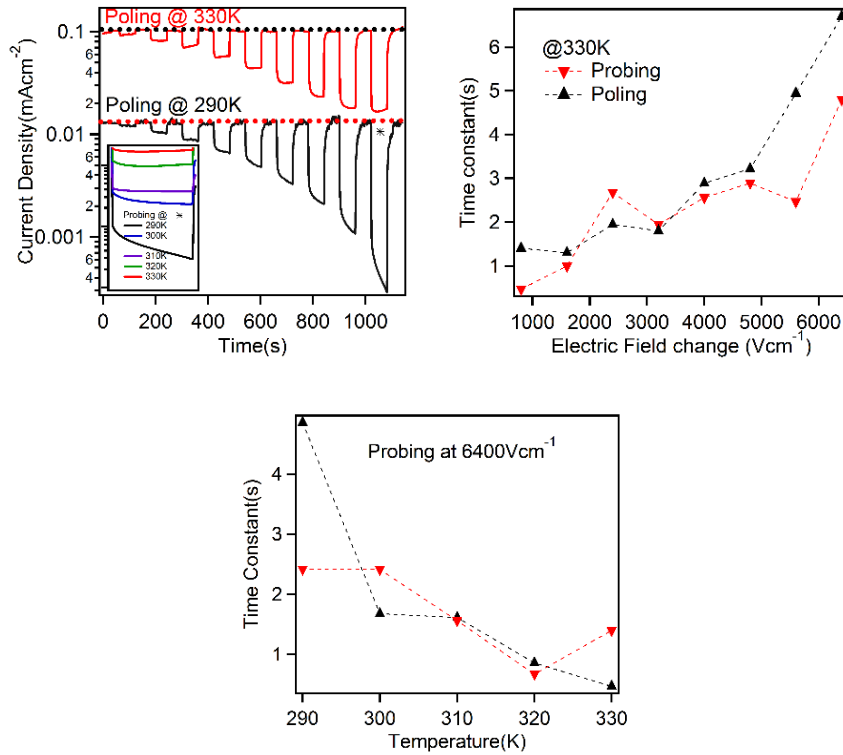 Poling @ 330K
0.1
6
4
2
Poling @ 290K
0.01
6
4
2
0.001
6
4
Current Density(mAcm-2)
*
Probing @ *
290K
300K
310K
320K
330K
0 200 400 600 800 1000
Time(s)
@330K
Probing
Poling
6
5
4
3
2
1
Time constant(s)
1000 2000 3000 4000 5000 6000
Electric Field change (Vcm-1)
Probing at 6400Vcm-1
4
3
2
1
Time Constant(s)
290 300 310 320 330
Temperature(K)